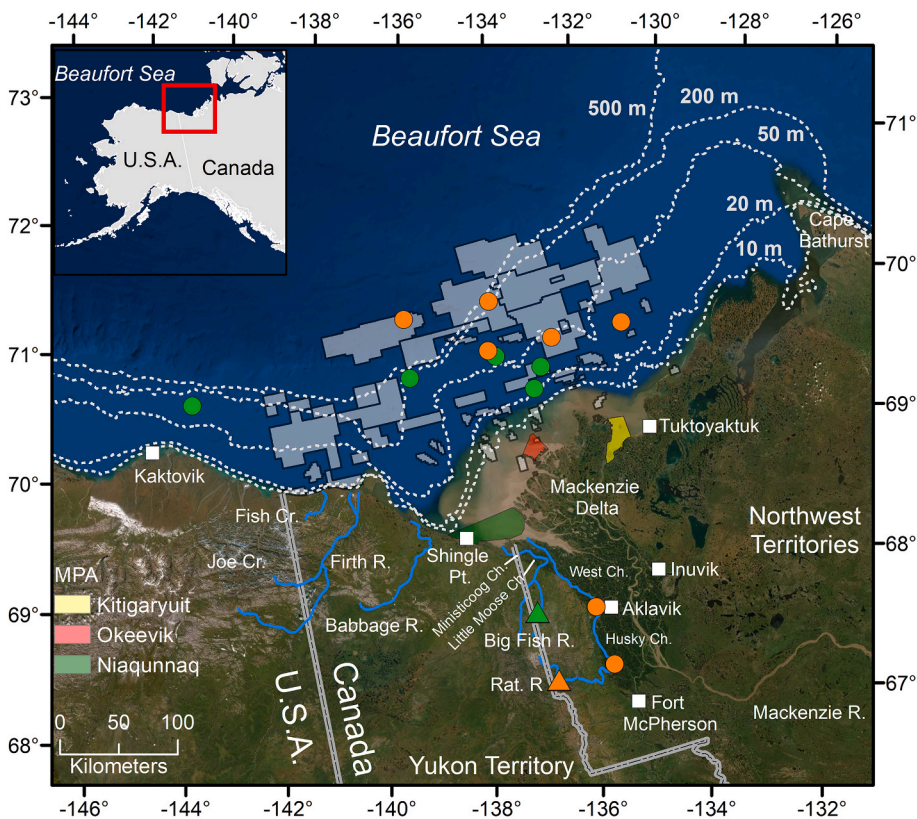 -144 -142 -140 -138 -136 -134 -132 -130 -128 -126
Beaufort Sea
U.S.A.
Canada
Beaufort Sea
500 m
200 m
50 m
20 m
10 m
Cape
Bathurst
73°
72°
71°
70°
69°
68°
71°
70°
69°
68°
67°
Kaktovik
Tuktoyaktuk
Mackenzie
Delta
Northwest
Territories
Fish Cr.
Joe Cr.
Firth R.
Babbage R.
Shingle
Pt.
Minsticoog Ch.
Little Moose Ch.
West Ch.
Inuvik
Aklavik
Husky Ch.
Big Fish R.
Rat. R
Fort
McPherson
Mackenzie R.
MPA
Kitigaryuit
Okeevik
Niaqunnaq
U.S.A.
Canada
0 50 100
Kilometers
Yukon Territory
-146 -144 -142 -140 -138 -136 -134 -132